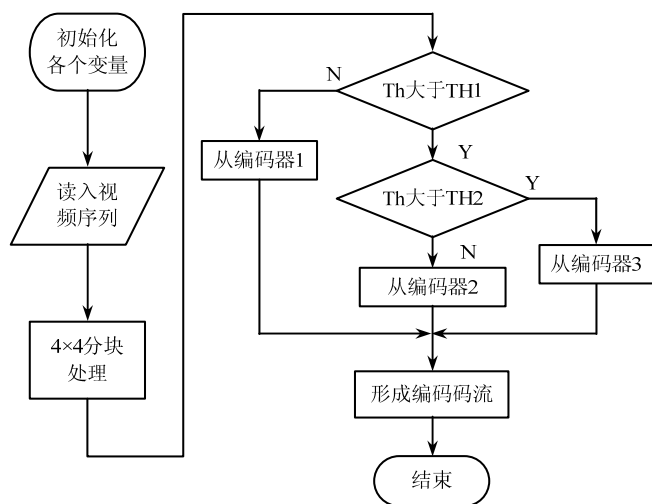 初始化
各个变量
读入视
频序列
4×4分块
处理
Th大于TH1
N
Y
从编码器1
Th大于TH2
Y
N
从编码器2
从编码器3
形成编码码流
结束